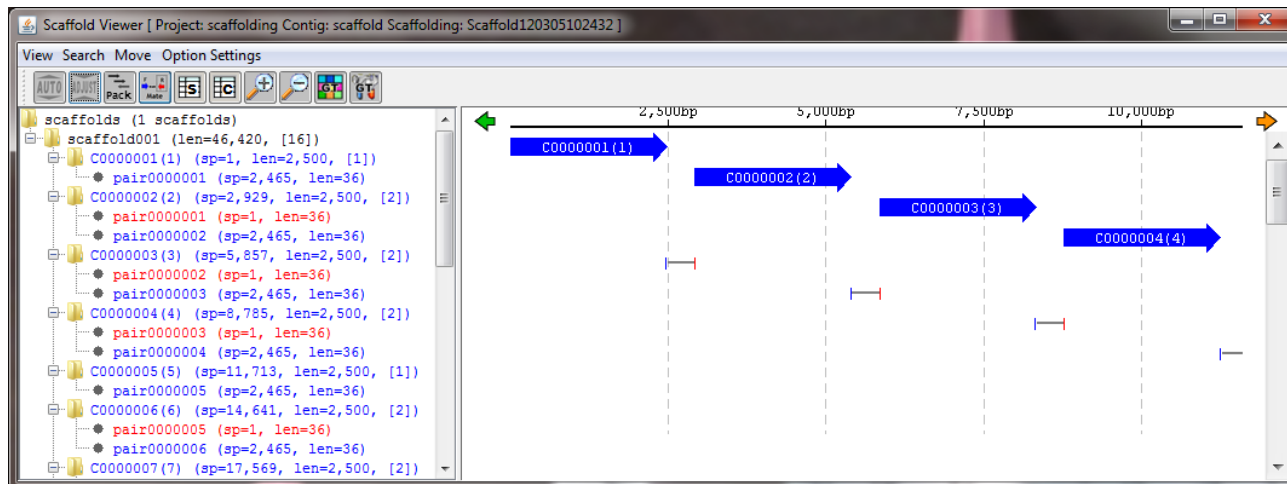 Scaffold Viewer [ Project: scaffolding Contig: scaffold Scaffolding: Scaffold120305102432 ]
View Search Move Option Settings
AUTO ADJUST Pack Mate S C GT GT
scaffolds (1 scaffolds)
scaffold001 (len=46,420, [16])
C0000001(1) (sp=1, len=2,500, [1])
pair0000001 (sp=2,465, len=36)
C0000002(2) (sp=2,929, len=2,500, [2])
pair0000001 (sp=1, len=36)
pair0000002 (sp=2,465, len=36)
C0000003(3) (sp=5,857, len=2,500, [2])
pair0000002 (sp=1, len=36)
pair0000003 (sp=2,465, len=36)
C0000004(4) (sp=8,785, len=2,500, [2])
pair0000003 (sp=1, len=36)
pair0000004 (sp=2,465, len=36)
C0000005(5) (sp=11,713, len=2,500, [1])
pair0000005 (sp=2,465, len=36)
C0000006(6) (sp=14,641, len=2,500, [2])
pair0000005 (sp=1, len=36)
pair0000006 (sp=2,465, len=36)
C0000007(7) (sp=17,569, len=2,500, [2])
2,500bp 5,000bp 7,500bp 10,000bp
C0000001(1)
C0000002(2)
C0000003(3)
C0000004(4)